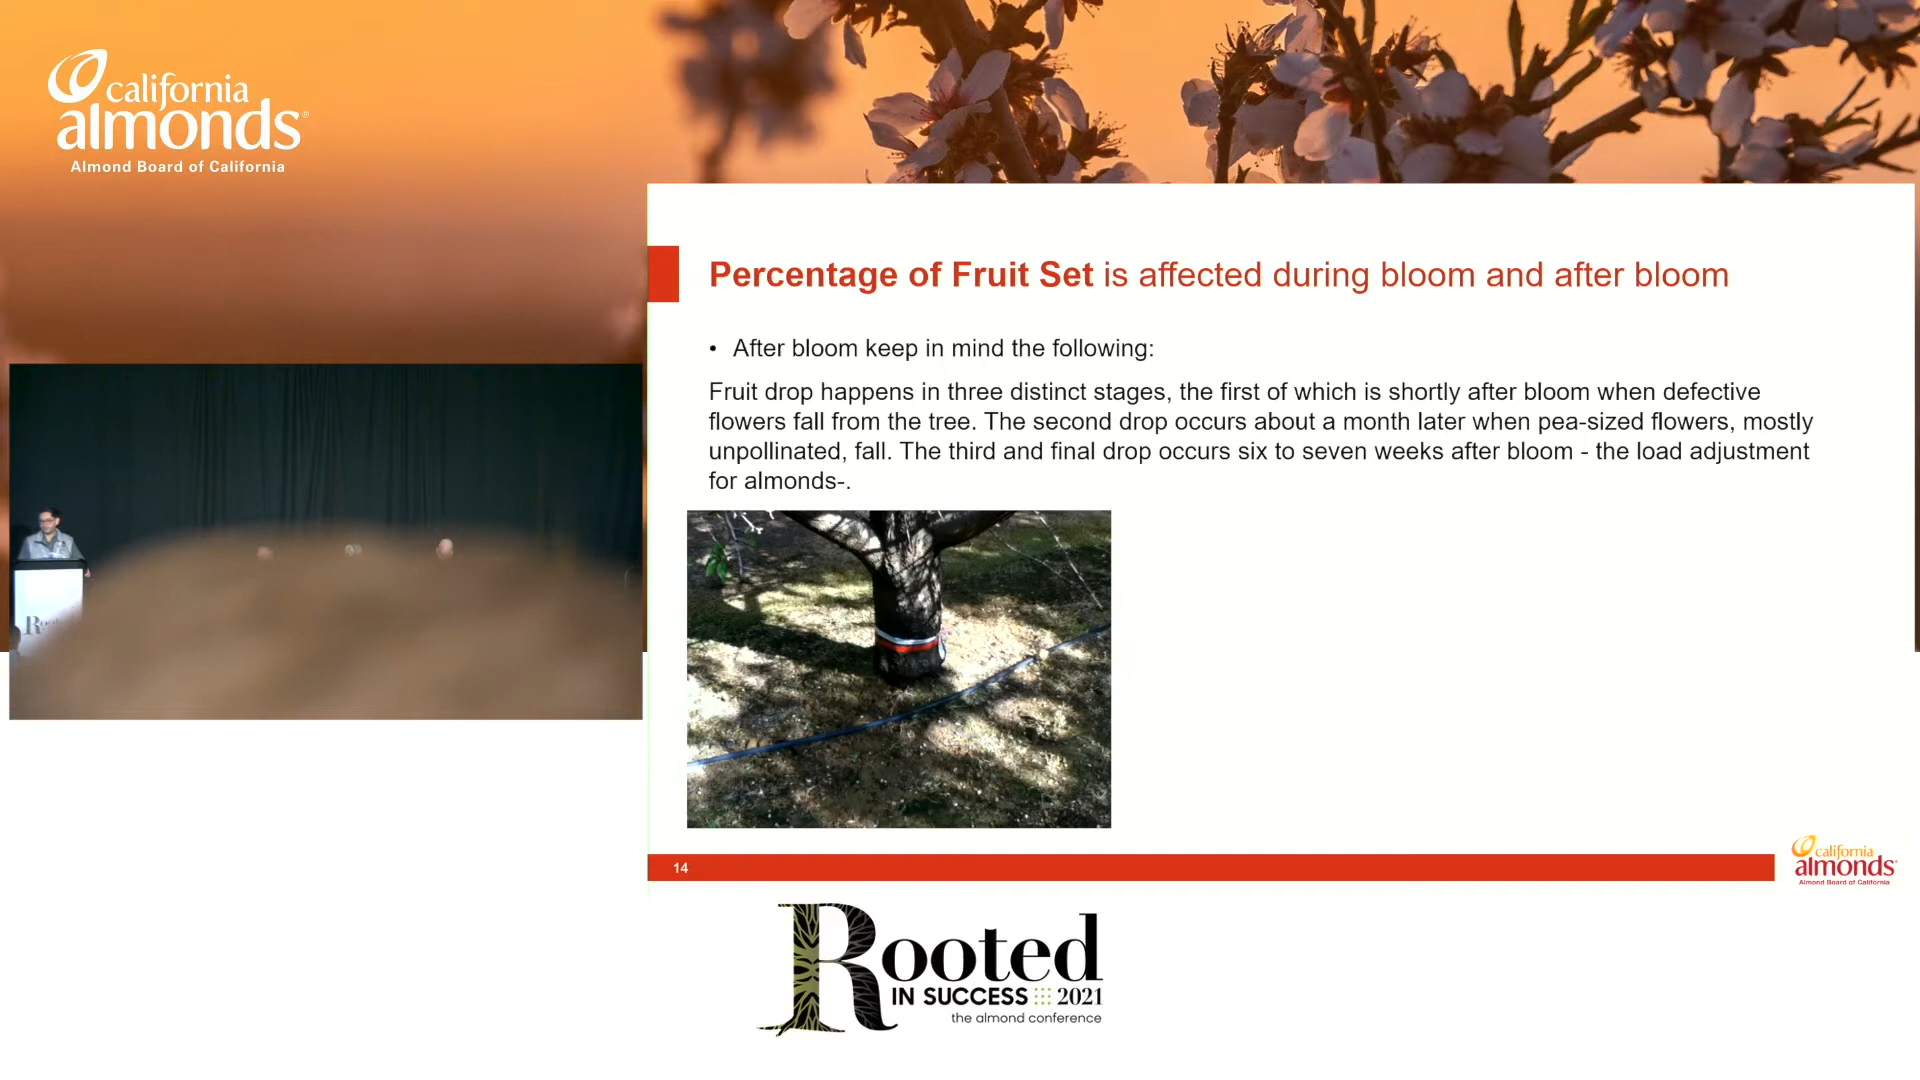 california
almonds®
Almond Board of California
Percentage of Fruit Set is affected during bloom and after bloom
• After bloom keep in mind the following:
Fruit drop happens in three distinct stages, the first of which is shortly after bloom when defective
flowers fall from the tree. The second drop occurs about a month later when pea-sized flowers, mostly
unpollinated, fall. The third and final drop occurs six to seven weeks after bloom - the load adjustment
for almonds-.
14
california
almonds®
Almond Board of California
Rooted
IN SUCCESS 2021
the almond conference